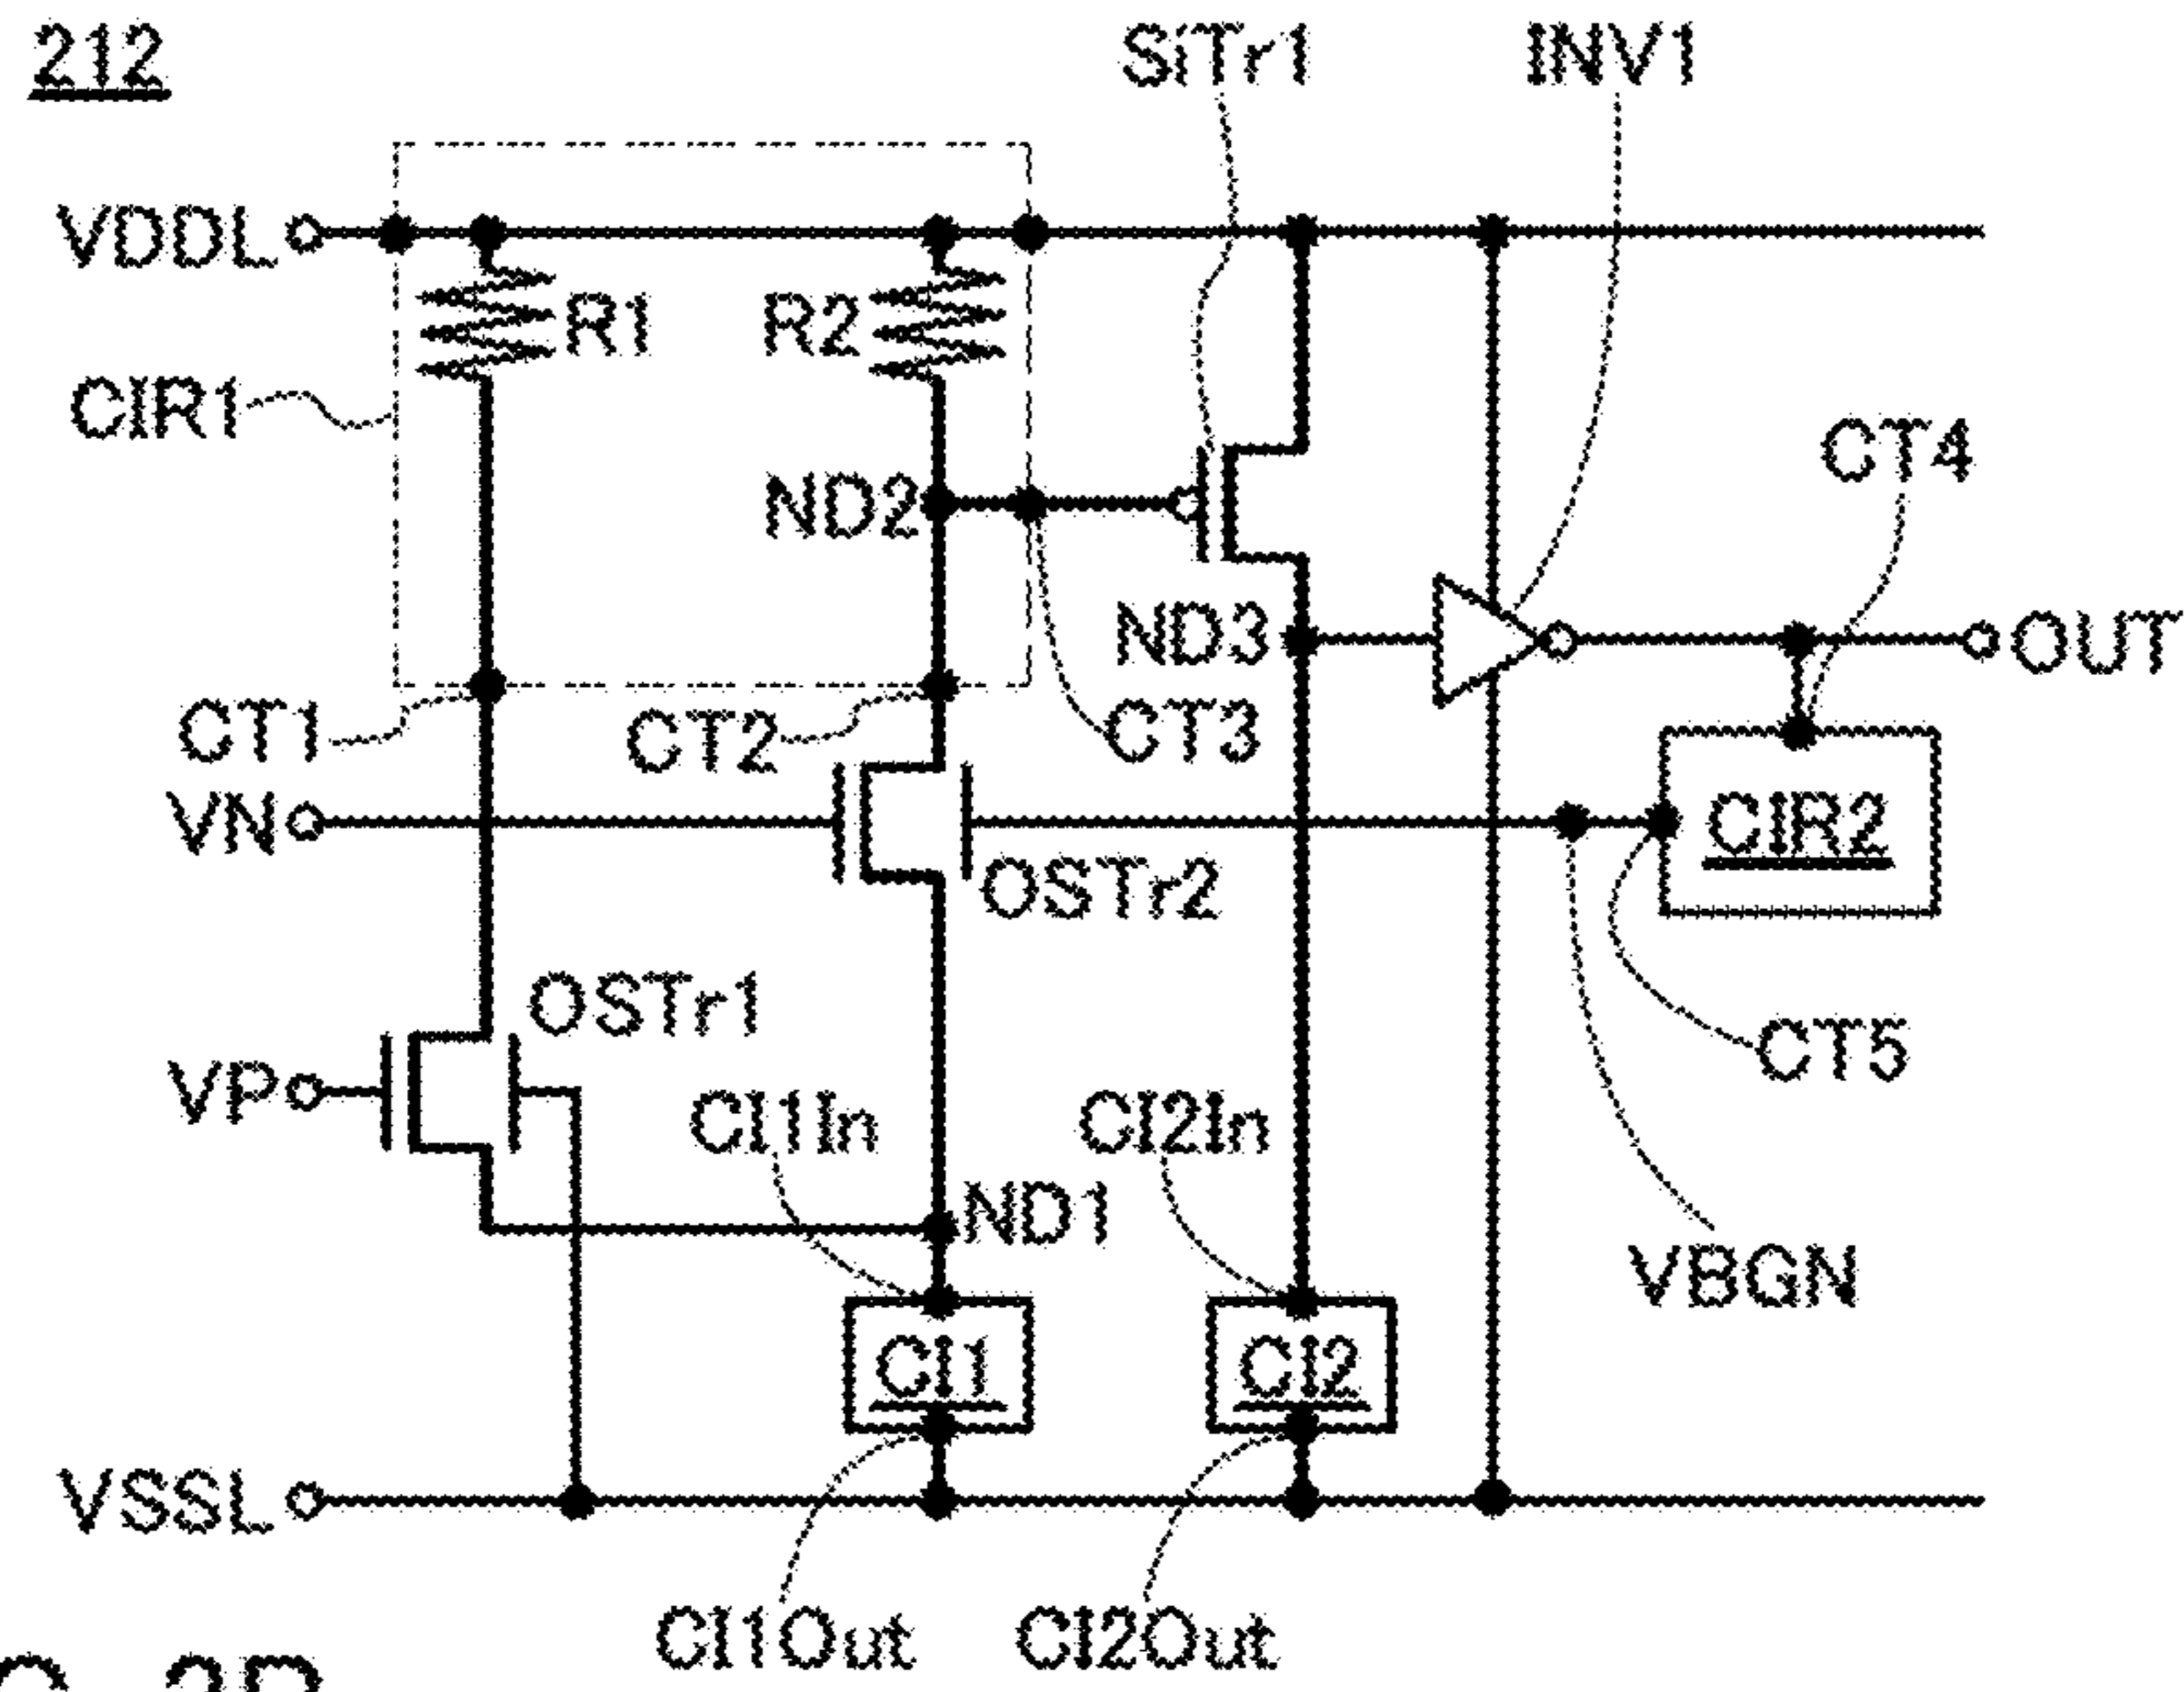 212
SiTr1
INV1
VDDL
R1
R2
CIR1
CT4
ND2
ND3
OUT
CT1
CT2
CT3
VN
CIR2
OSTr2
OSTr1
CT5
VP
CI1In
CI2In
ND1
VBGN
CI1
CI2
VSSL
CI1Out
CI2Out